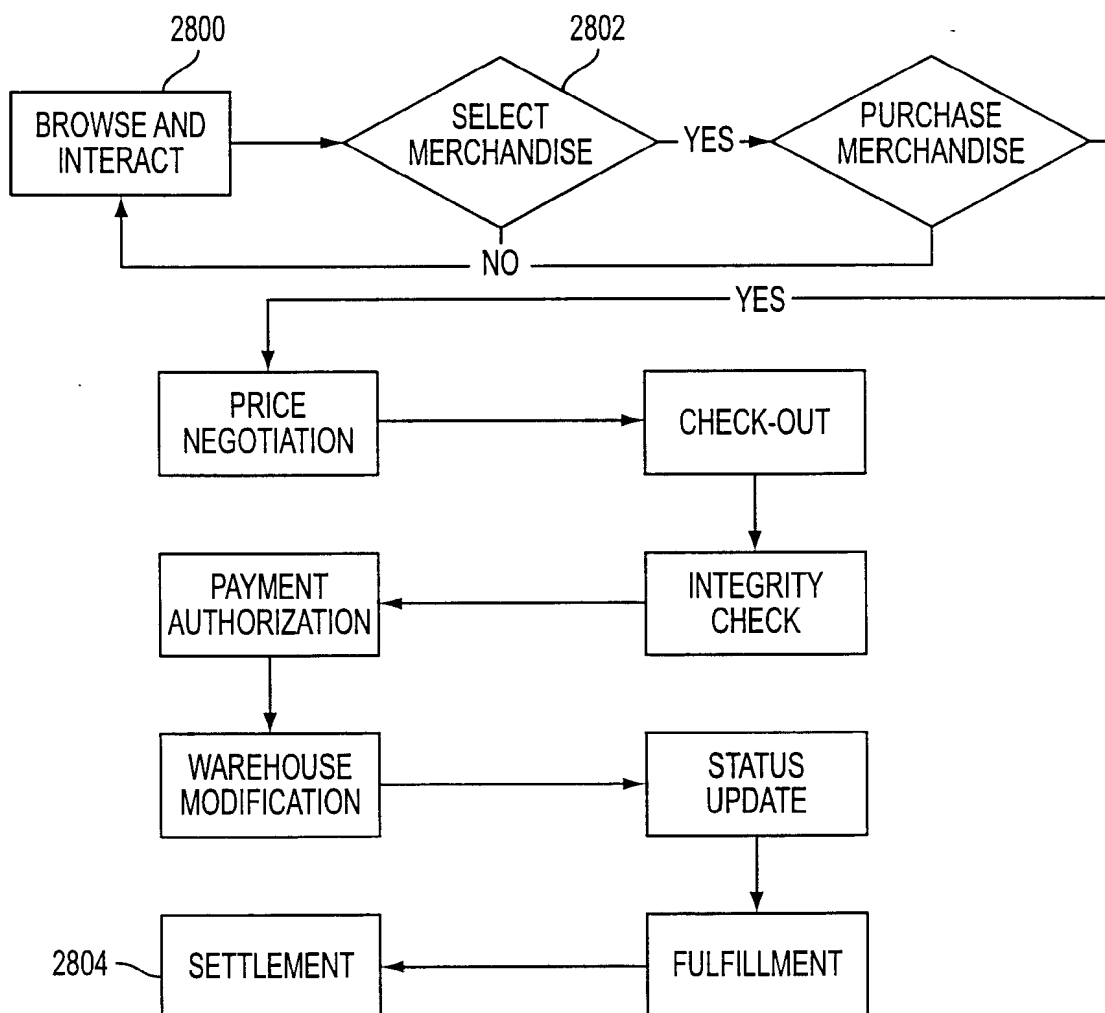 2800
2802
BROWSE AND
INTERACT
SELECT
MERCHANDISE
YES
PURCHASE
MERCHANDISE
NO
YES
PRICE
NEGOTIATION
CHECK-OUT
PAYMENT
AUTHORIZATION
INTEGRITY
CHECK
WAREHOUSE
MODIFICATION
STATUS
UPDATE
2804
SETTLEMENT
FULFILLMENT